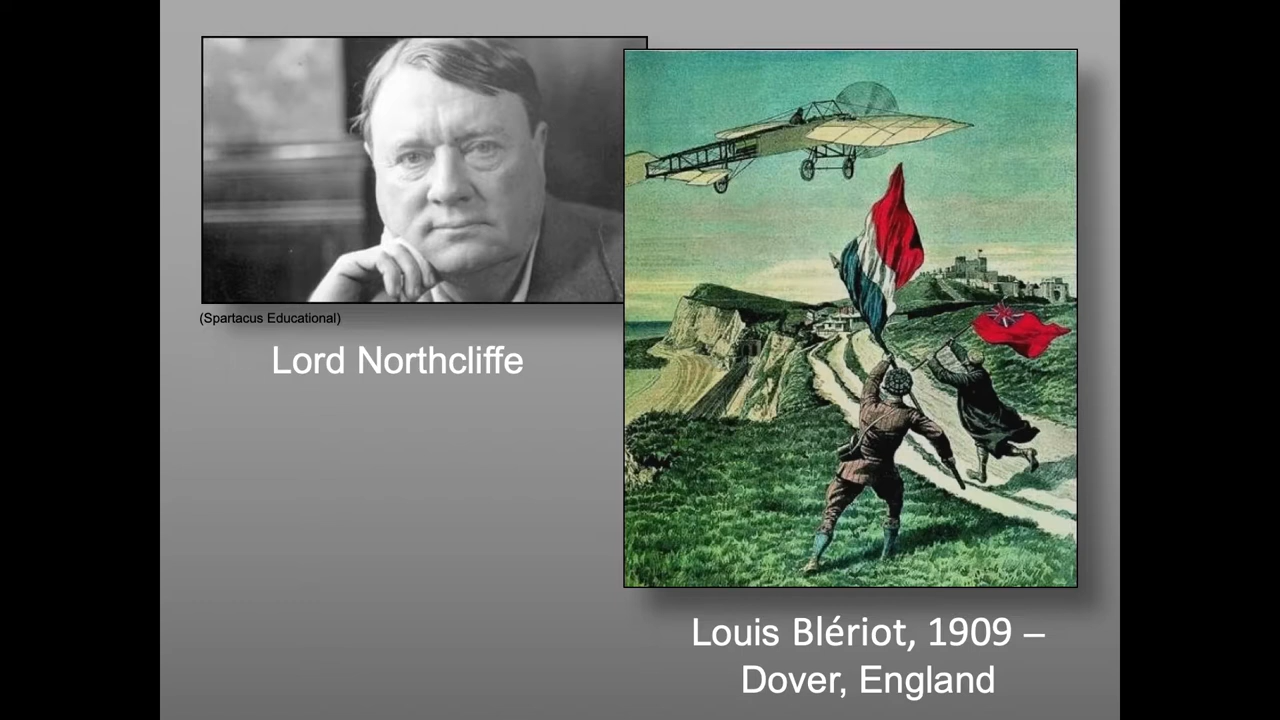 (Spartacus Educational)
Lord Northcliffe
Louis Blériot, 1909 –
Dover, England